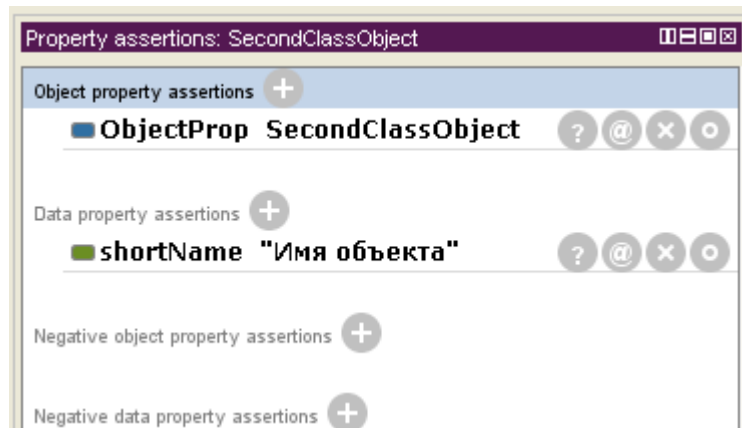 Property assertions: SecondClassObject
Object property assertions
ObjectProp SecondClassObject
Data property assertions
shortName "Имя объекта"
Negative object property assertions
Negative data property assertions